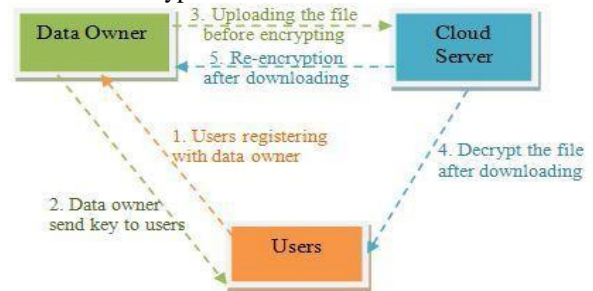 Data Owner
3. Uploading the file
before encrypting
Cloud
Server
5. Re-encryption
after downloading
1. Users registering
with data owner
4. Decrypt the file
after downloading
2. Data owner
send key to users
Users